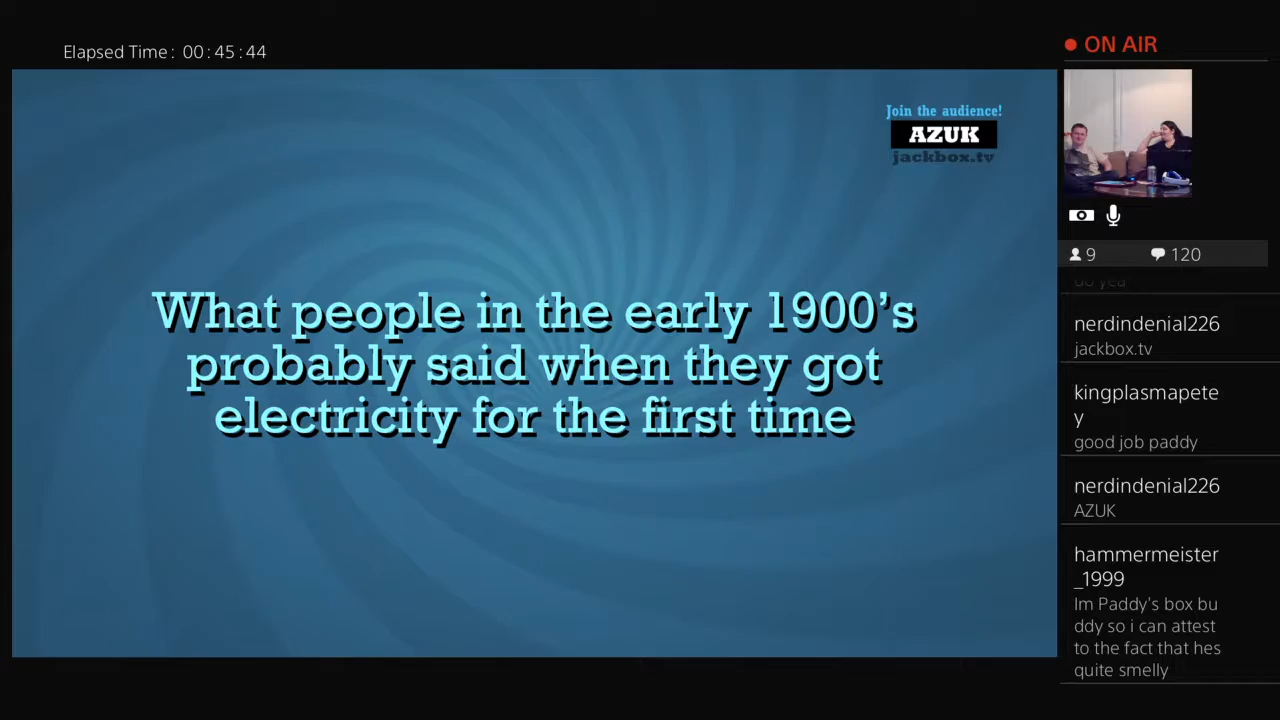 Elapsed Time: 00:45:44
ON AIR
Join the audience!
AZUK
jackbox.tv
What people in the early 1900's
probably said when they got
electricity for the first time
9 120
do yea
nerdindenial226
jackbox.tv
kingplasmapete
y
good job paddy
nerdindenial226
AZUK
hammermeister
_1999
Im Paddy's box bu
ddy so i can attest
to the fact that hes
quite smelly